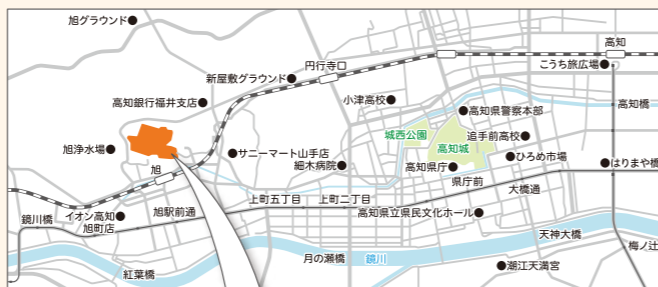 旭グラウンド
高知
円行寺口
こうち旅広場
新屋敷グラウンド
高知銀行福井支店
小津高校
高知県警察本部
高知橋
城西公園
追手前高校
旭浄水場
サニーマート山手店
高知城
ひろめ市場
細木病院
高知県庁
はりまや橋
旭
県庁前
上町五丁目
上町二丁目
大橋通
鏡川橋
イオン高知
旭町店
旭駅前通
高知県立県民文化ホール
天神大橋
梅ノ辻
紅葉橋
月の瀬橋
鏡川
潮江天満宮